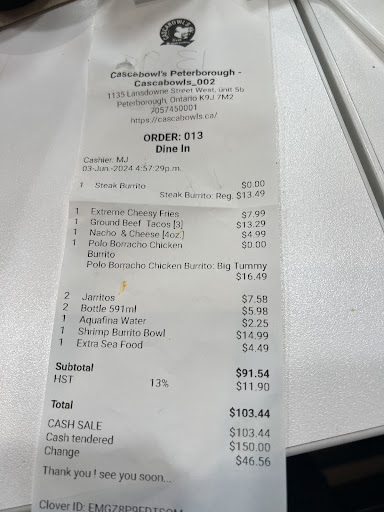 CASCABOWLS
Cascabowl's Peterborough -
Cascabowls_002
1135 Lansdowne Street West, unit 5b
Peterborough, Ontario K9J 7M2
7057450001
https://cascabowls.ca/
ORDER: 013
Dine In
Cashier: MJ
03-Jun.-2024 4:57:29p.m.
1 Steak Burrito $0.00
Steak Burrito: Reg. $13.49
1 Extreme Cheesy Fries $7.99
1 Ground Beef Tacos [3] $13.29
1 Nacho & Cheese [4oz.] $4.99
1 Polo Borracho Chicken $0.00
Burrito
Polo Borracho Chicken Burrito: Big Tummy
$16.49
2 Jarritos $7.58
2 Bottle 591ml $5.98
1 Aquafina Water $2.25
1 Shrimp Burrito Bowl $14.99
1 Extra Sea Food $4.49
Subtotal $91.54
HST 13% $11.90
Total $103.44
CASH SALE $103.44
Cash tendered $150.00
Change $46.56
Thank you ! see you soon...
Clover ID: